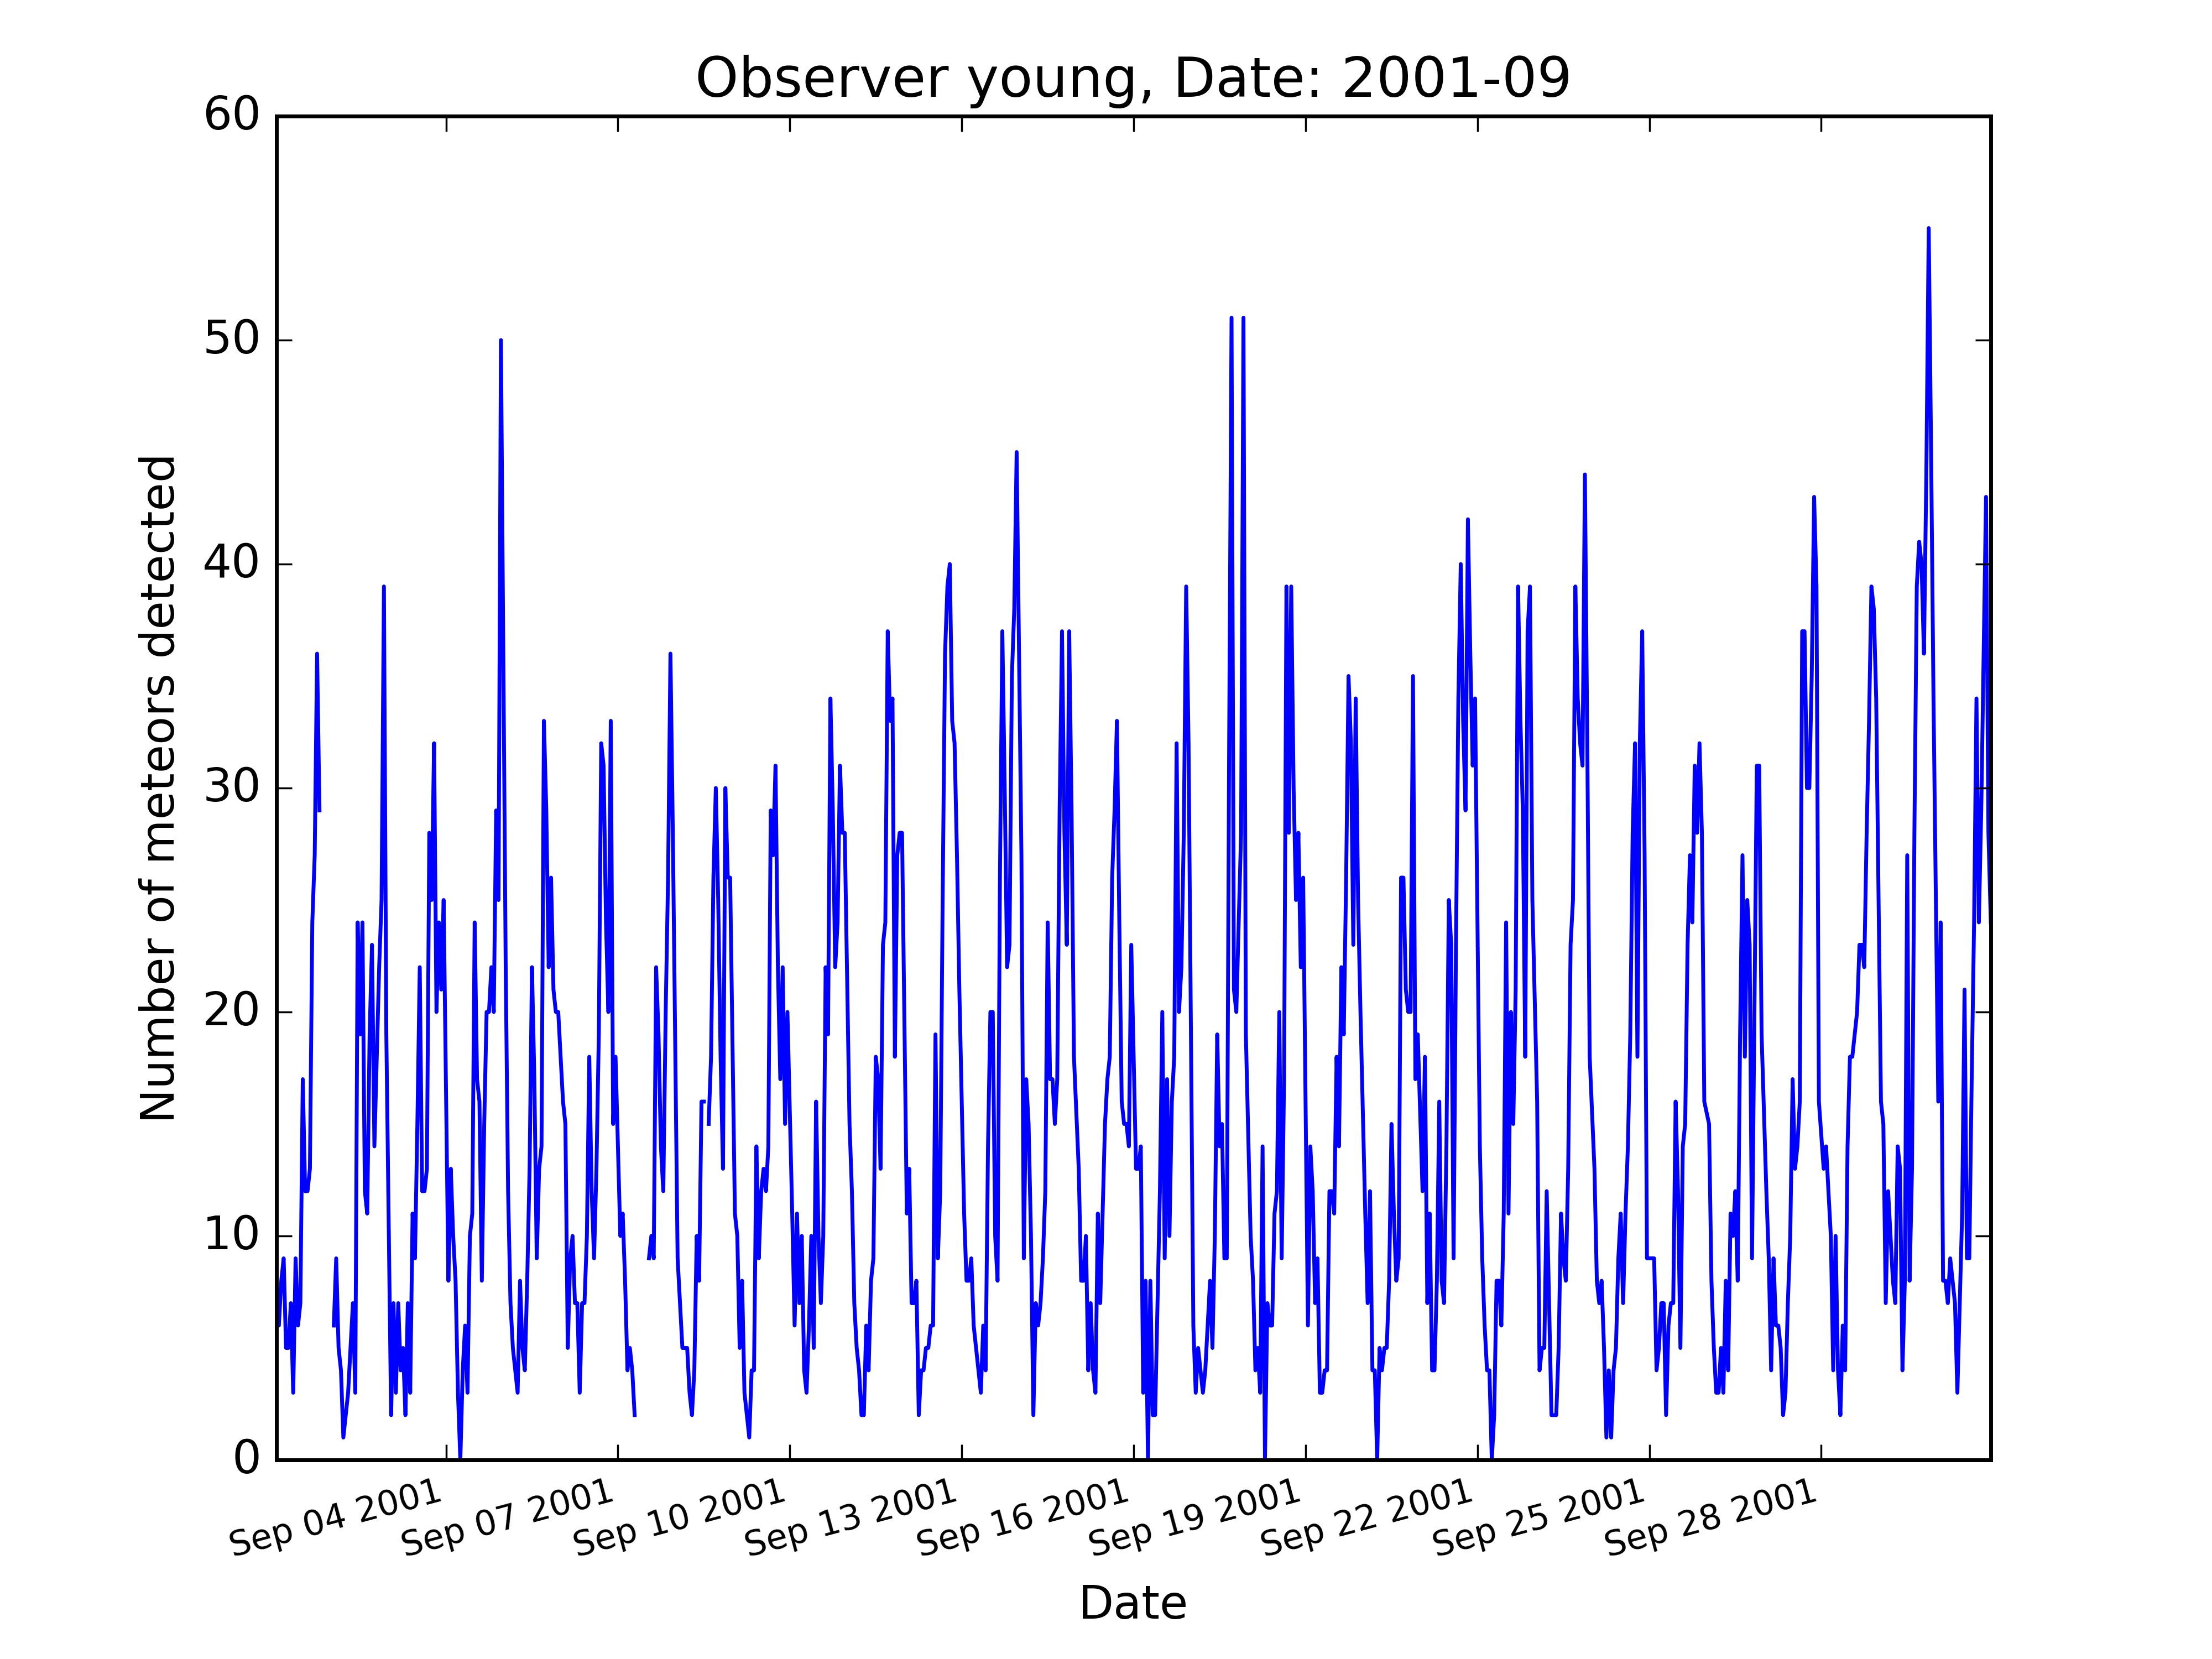 Observer young, Date: 2001-09
60
50
40
30
20
10
0
Number of meteors detected
Sep 04 2001
Sep 07 2001
Sep 10 2001
Sep 13 2001
Sep 16 2001
Sep 19 2001
Sep 22 2001
Sep 25 2001
Sep 28 2001
Date